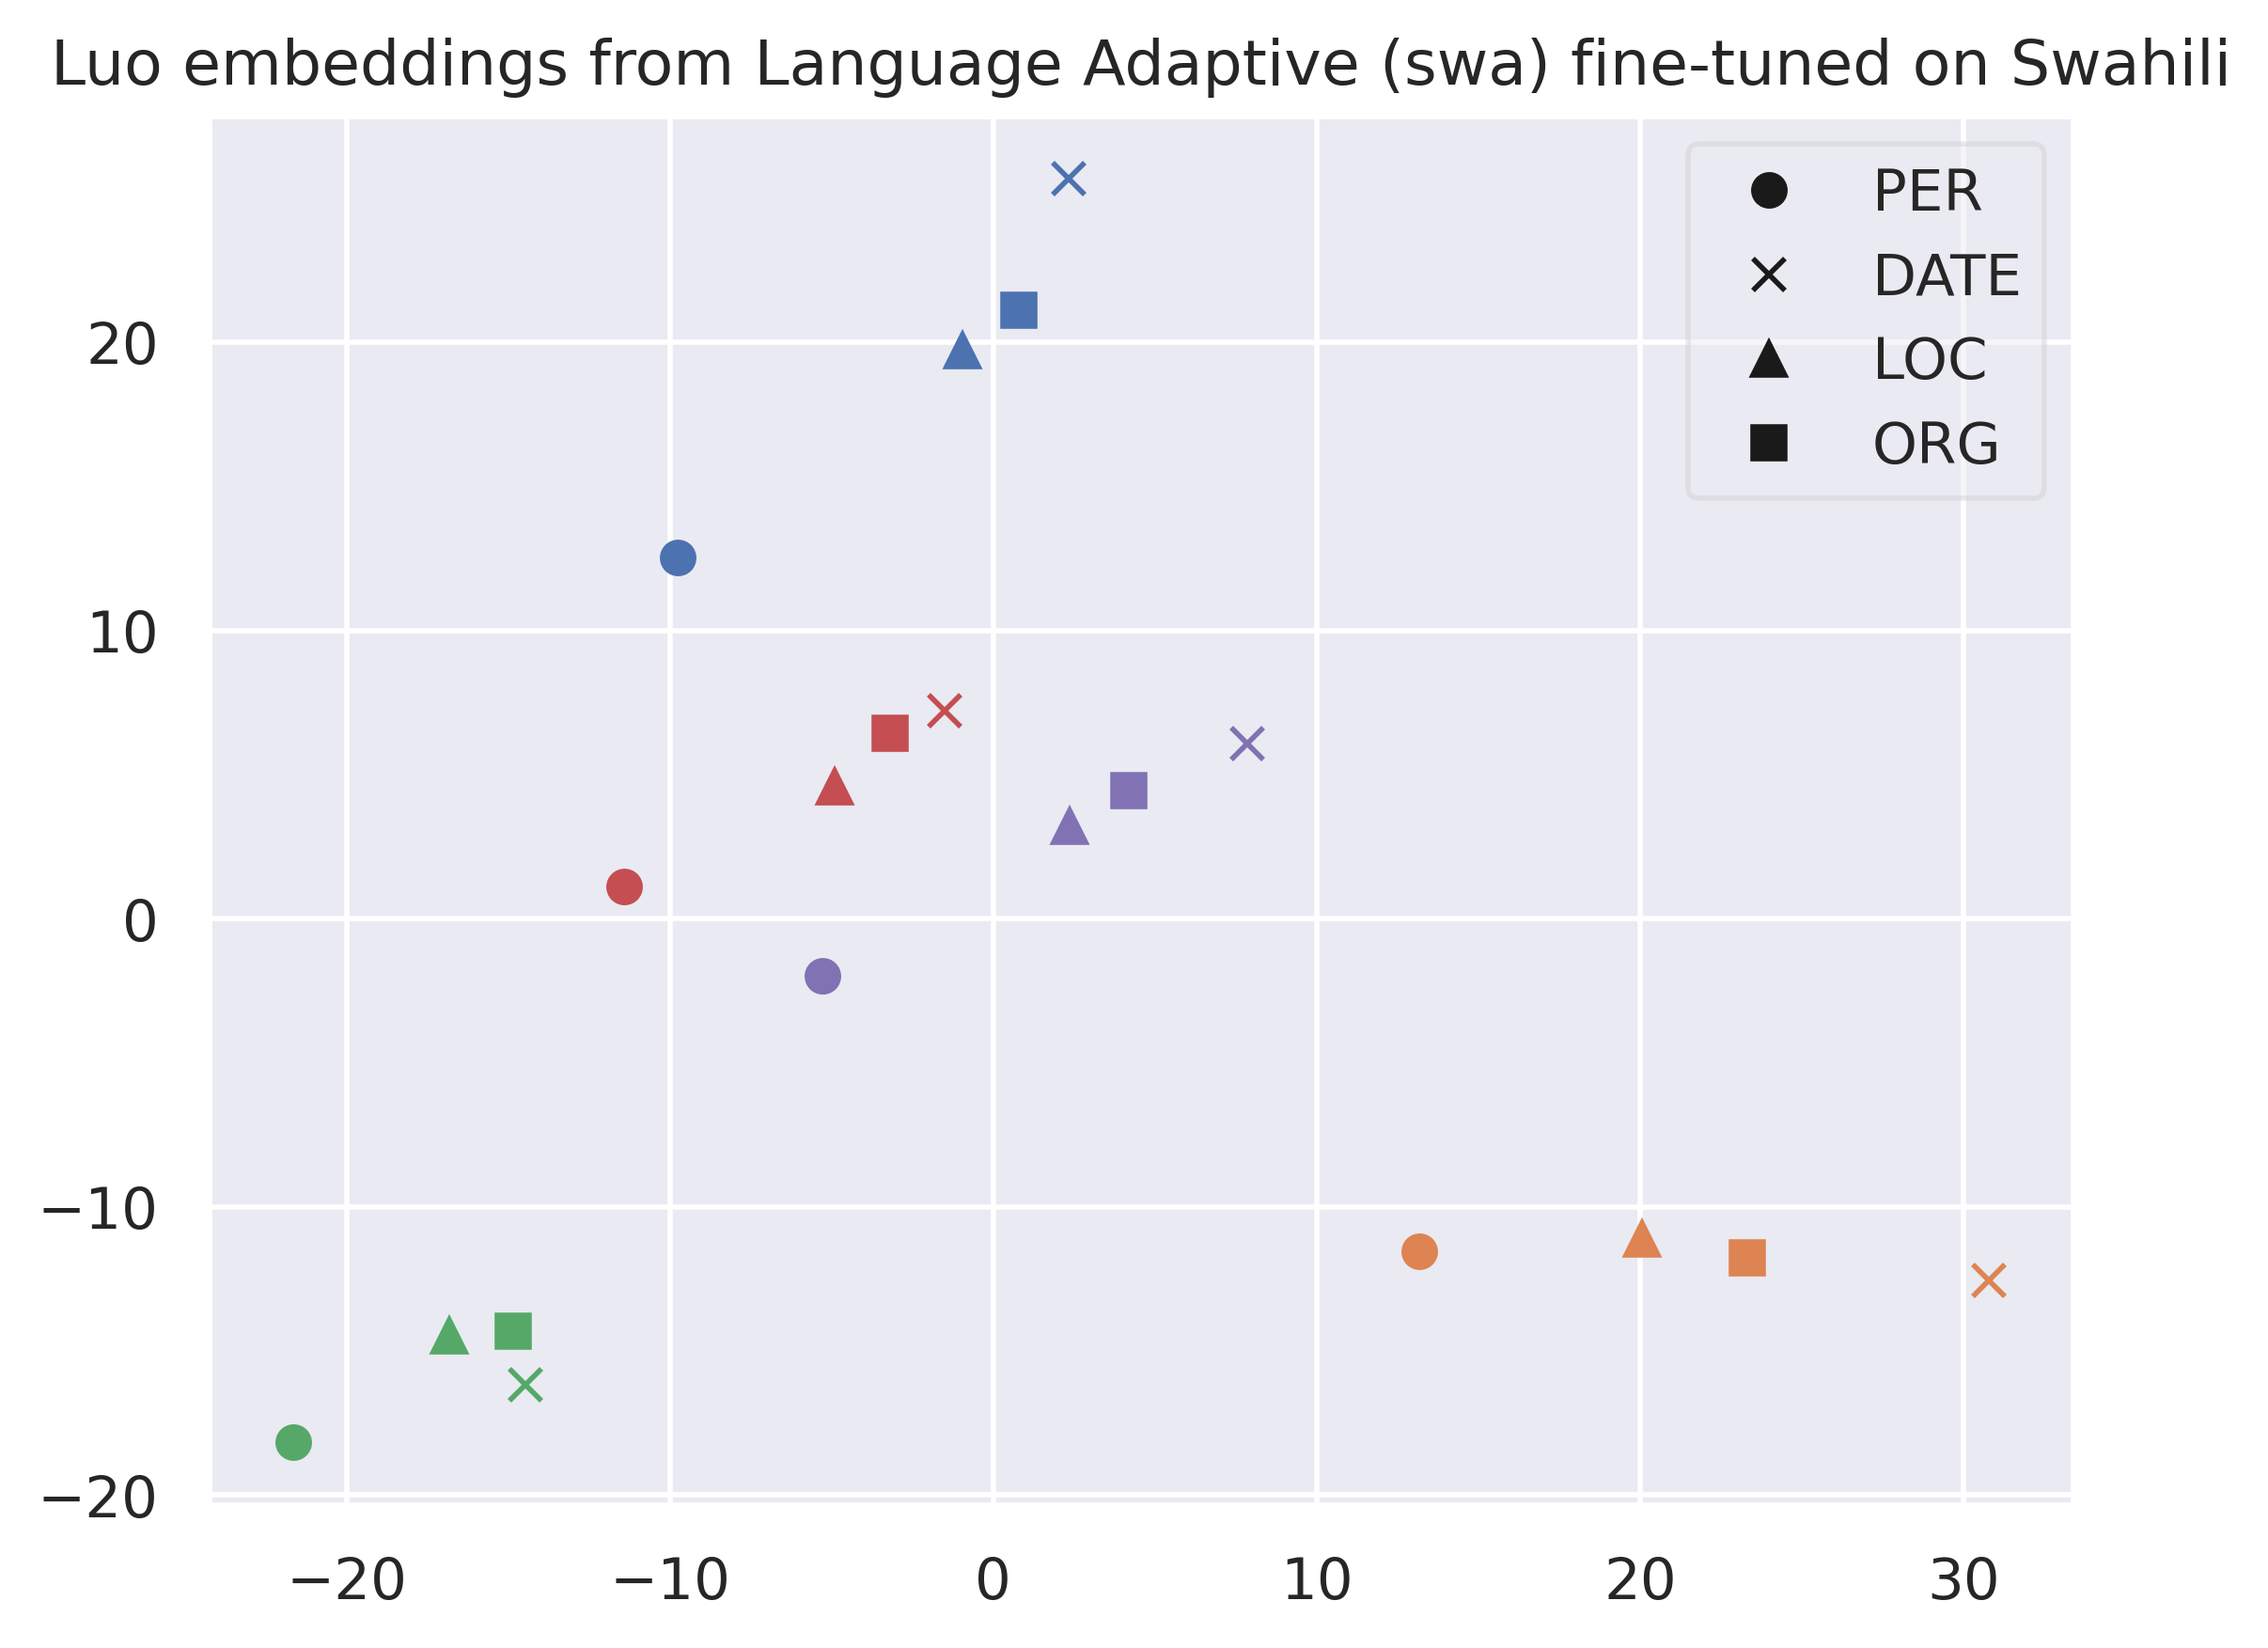 Luo embeddings from Language Adaptive (swa) fine-tuned on Swahili
PER
DATE
LOC
ORG
20
10
0
−10
−20
−20 −10 0 10 20 30